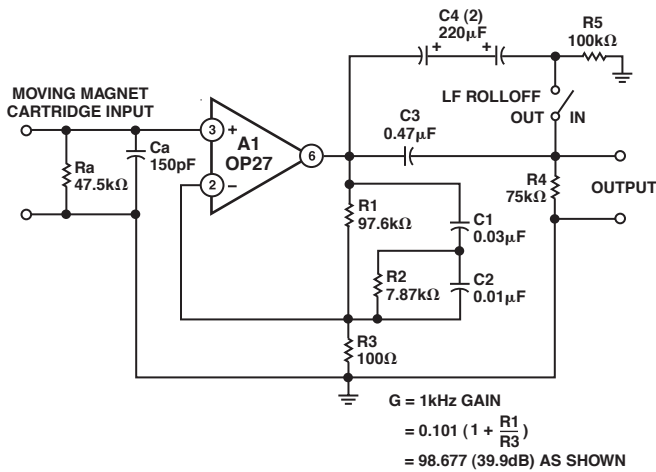 C4 (2)
220µF
+ +
R5
100kΩ
MOVING MAGNET
CARTRIDGE INPUT
LF ROLLOFF
OUT IN
C3
0.47µF
3 +
A1
OP27
6
2 –
Ca
150pF
Ra
47.5kΩ
R4
75kΩ
OUTPUT
R1
97.6kΩ
C1
0.03µF
R2
7.87kΩ
C2
0.01µF
R3
100Ω
G = 1kHz GAIN
= 0.101 (1 + R1/R3)
= 98.677 (39.9dB) AS SHOWN